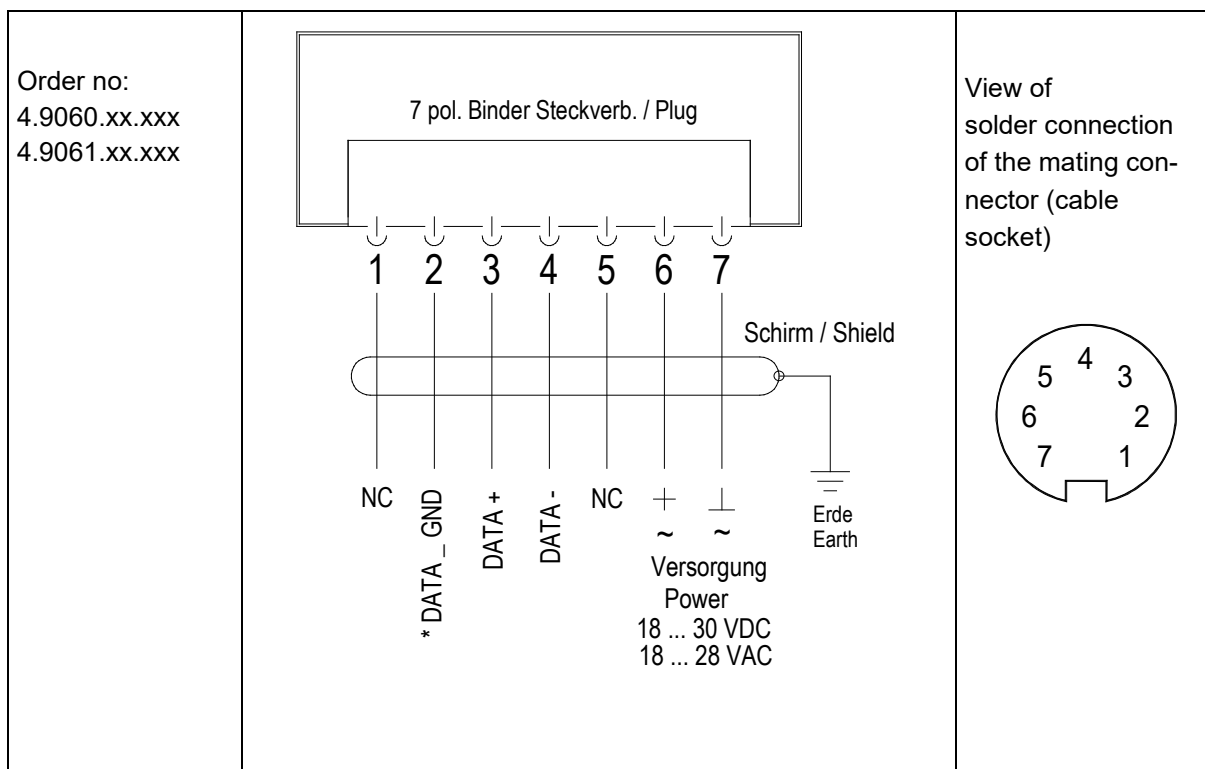 Order no:
4.9060.xx.xxx
4.9061.xx.xxx
7 pol. Binder Steckverb. / Plug
1 2 3 4 5 6 7
Schirm / Shield
NC
* DATA _ GND
DATA +
DATA -
NC
+
~
⊥
~
Versorgung
Power
18 ... 30 VDC
18 ... 28 VAC
Erde
Earth
View of
solder connection
of the mating con-
nector (cable
socket)
4
5 3
6 2
7 1